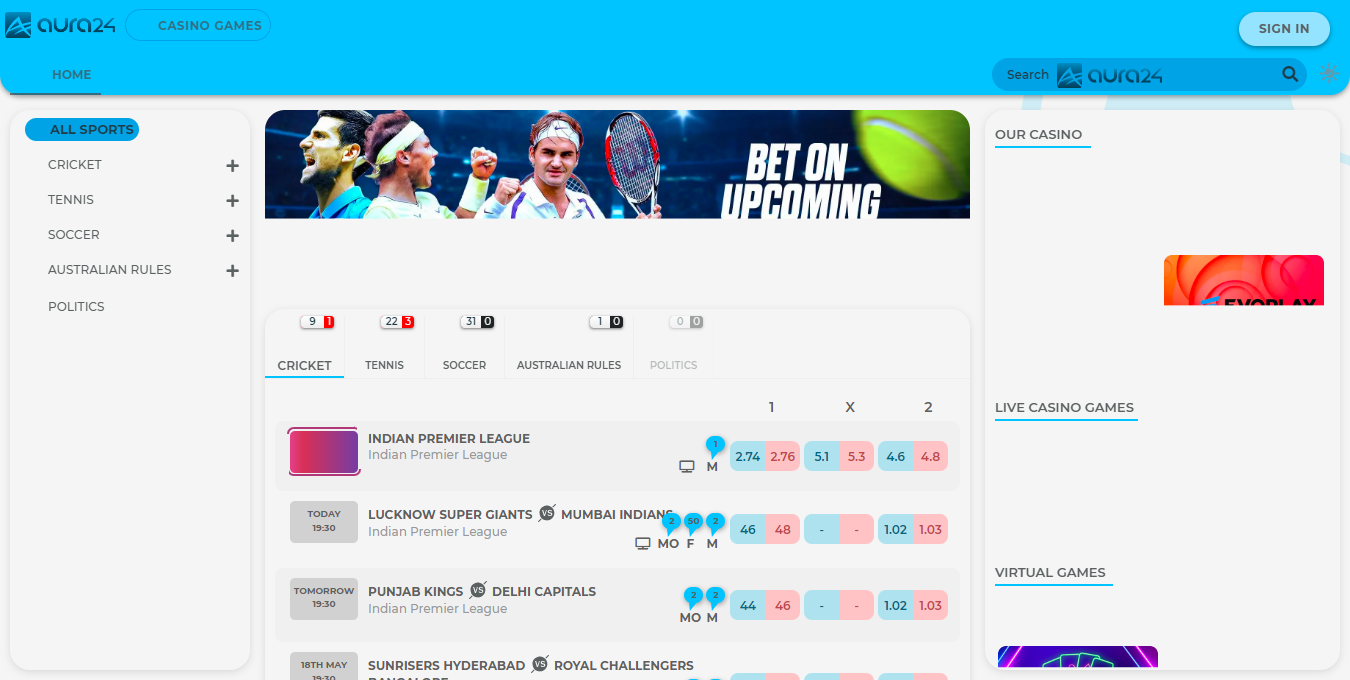 aura24
CASINO GAMES
SIGN IN
HOME
Search aura24
ALL SPORTS
CRICKET
TENNIS
SOCCER
AUSTRALIAN RULES
POLITICS
BET ON
UPCOMING
9 1
22 3
31 0
1 0
0 0
CRICKET
TENNIS
SOCCER
AUSTRALIAN RULES
POLITICS
1 X 2
INDIAN PREMIER LEAGUE
Indian Premier League
1
M
2.74 2.76 5.1 5.3 4.6 4.8
TODAY
19:30
LUCKNOW SUPER GIANTS VS MUMBAI INDIANS
Indian Premier League
2 50 2
MO F M
46 48 - - 1.02 1.03
TOMORROW
19:30
PUNJAB KINGS VS DELHI CAPITALS
Indian Premier League
2 2
MO M
44 46 - - 1.02 1.03
18TH MAY
19:30
SUNRISERS HYDERABAD VS ROYAL CHALLENGERS
BANGALORE
OUR CASINO
EVOPLAY
LIVE CASINO GAMES
VIRTUAL GAMES